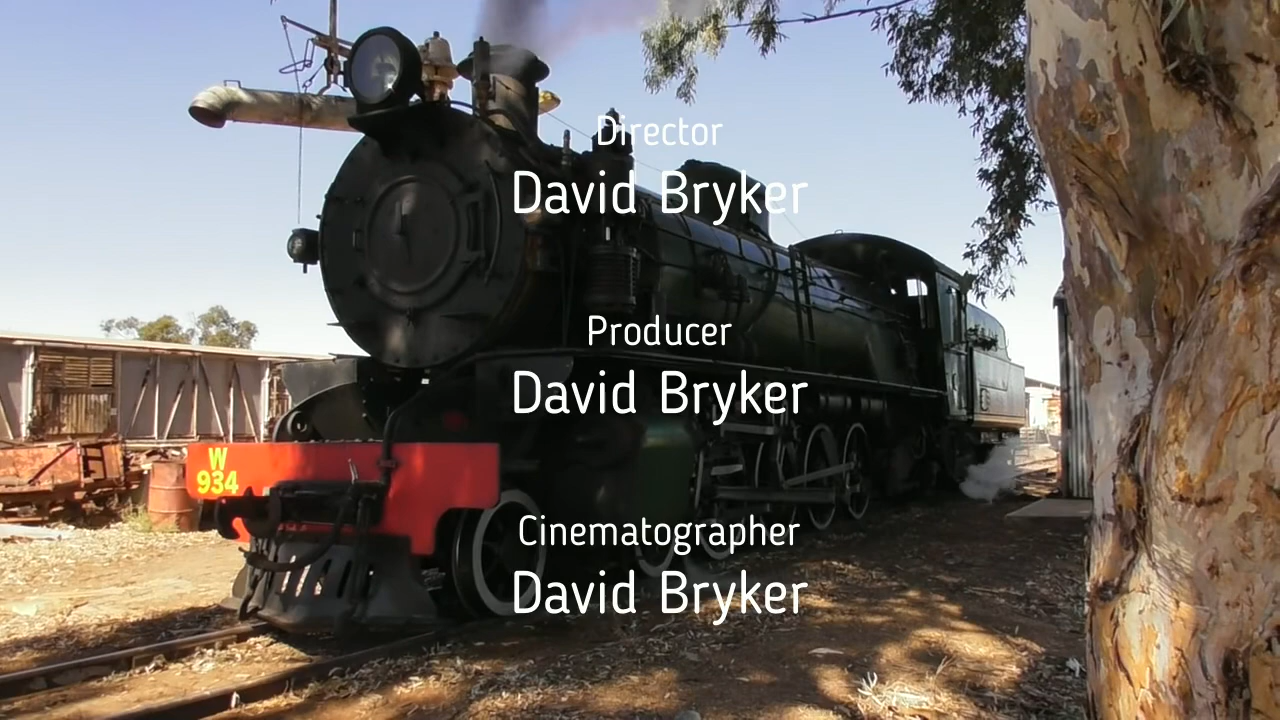 Director
David Bryker
Producer
David Bryker
W
934
Cinematographer
David Bryker